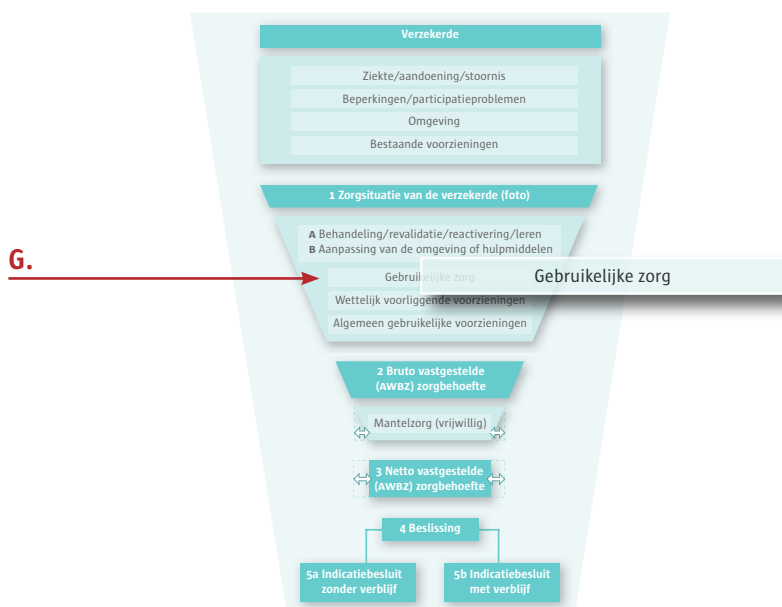 Verzekerde
Ziekte/aandoening/stoornis
Beperkingen/participatieproblemen
Omgeving
Bestaande voorzieningen
1 Zorgsituatie van de verzekerde (foto)
A Behandeling/revalidatie/reactivering/leren
B Aanpassing van de omgeving of hulpmiddelen
G.
Gebruikelijke zorg
Gebruikelijke zorg
Wettelijk voorliggende voorzieningen
Algemeen gebruikelijke voorzieningen
2 Bruto vastgestelde
(AWBZ) zorgbehoefte
Mantelzorg (vrijwillig)
3 Netto vastgestelde
(AWBZ) zorgbehoefte
4 Beslissing
5a Indicatiebesluit
zonder verblijf
5b Indicatiebesluit
met verblijf